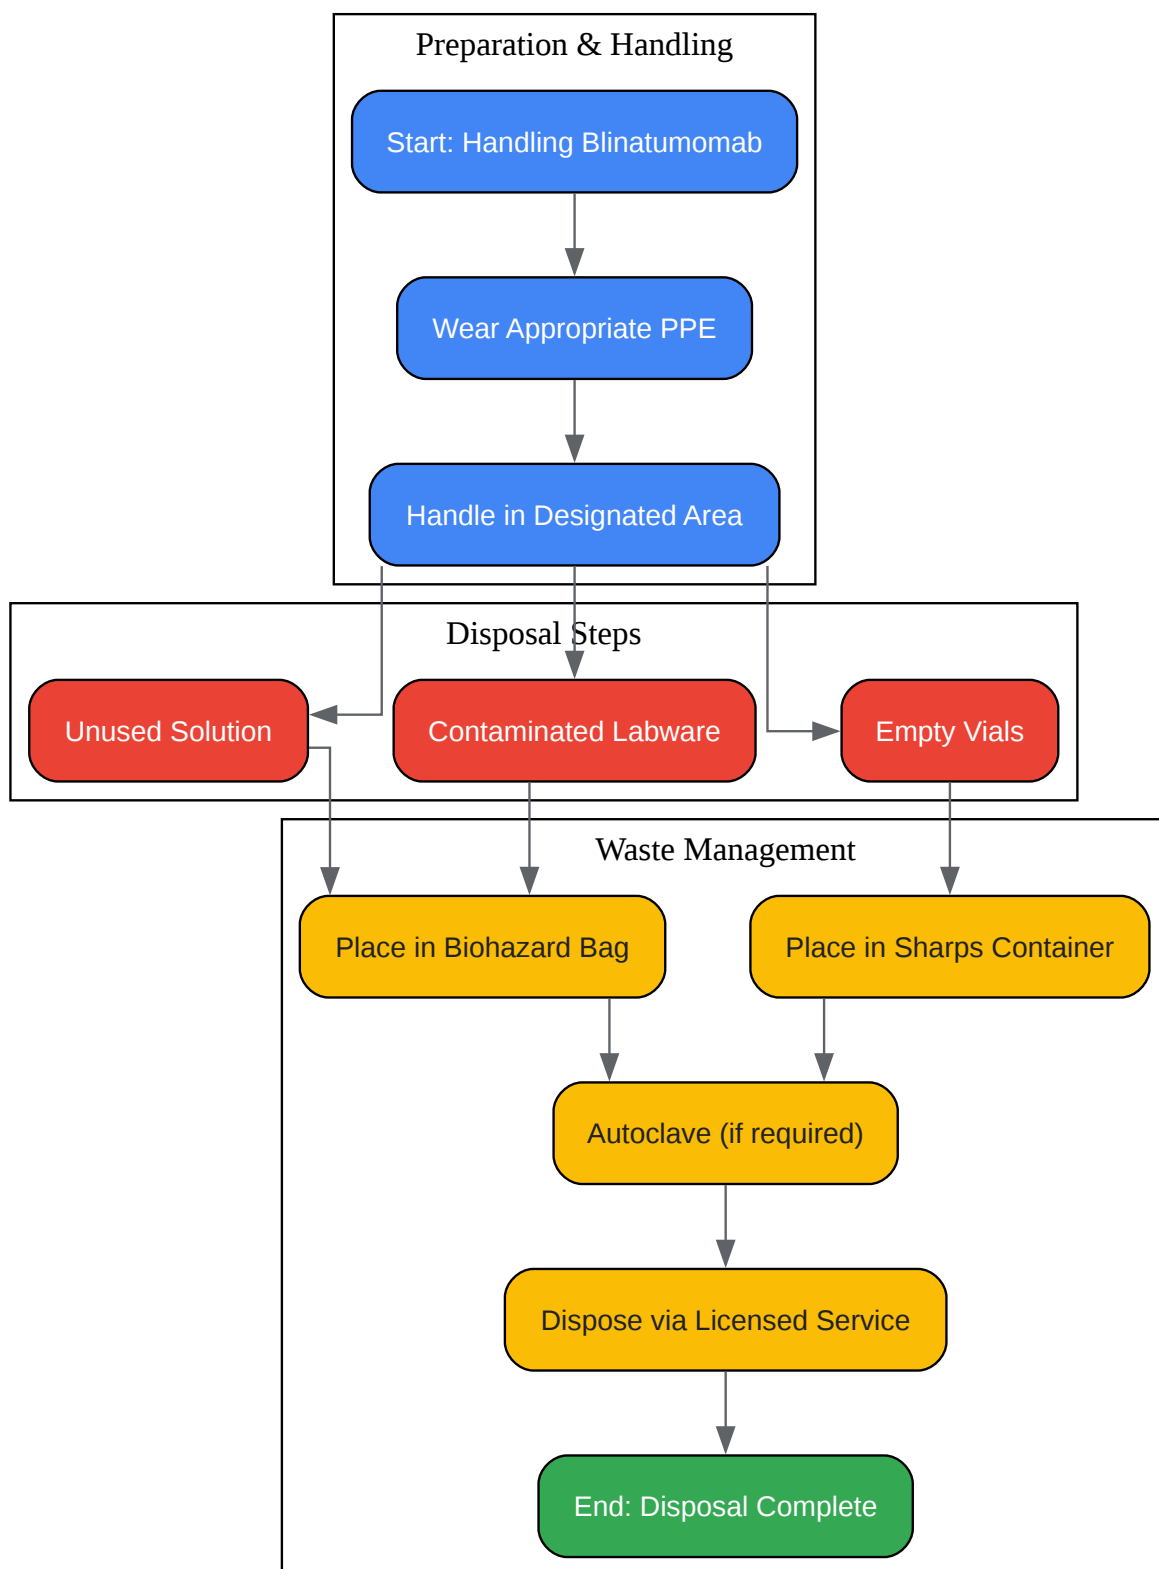 Preparation & Handling
Start: Handling Blinatumomab
Wear Appropriate PPE
Handle in Designated Area
Disposal Steps
Unused Solution
Contaminated Labware
Empty Vials
Waste Management
Place in Biohazard Bag
Place in Sharps Container
Autoclave (if required)
Dispose via Licensed Service
End: Disposal Complete